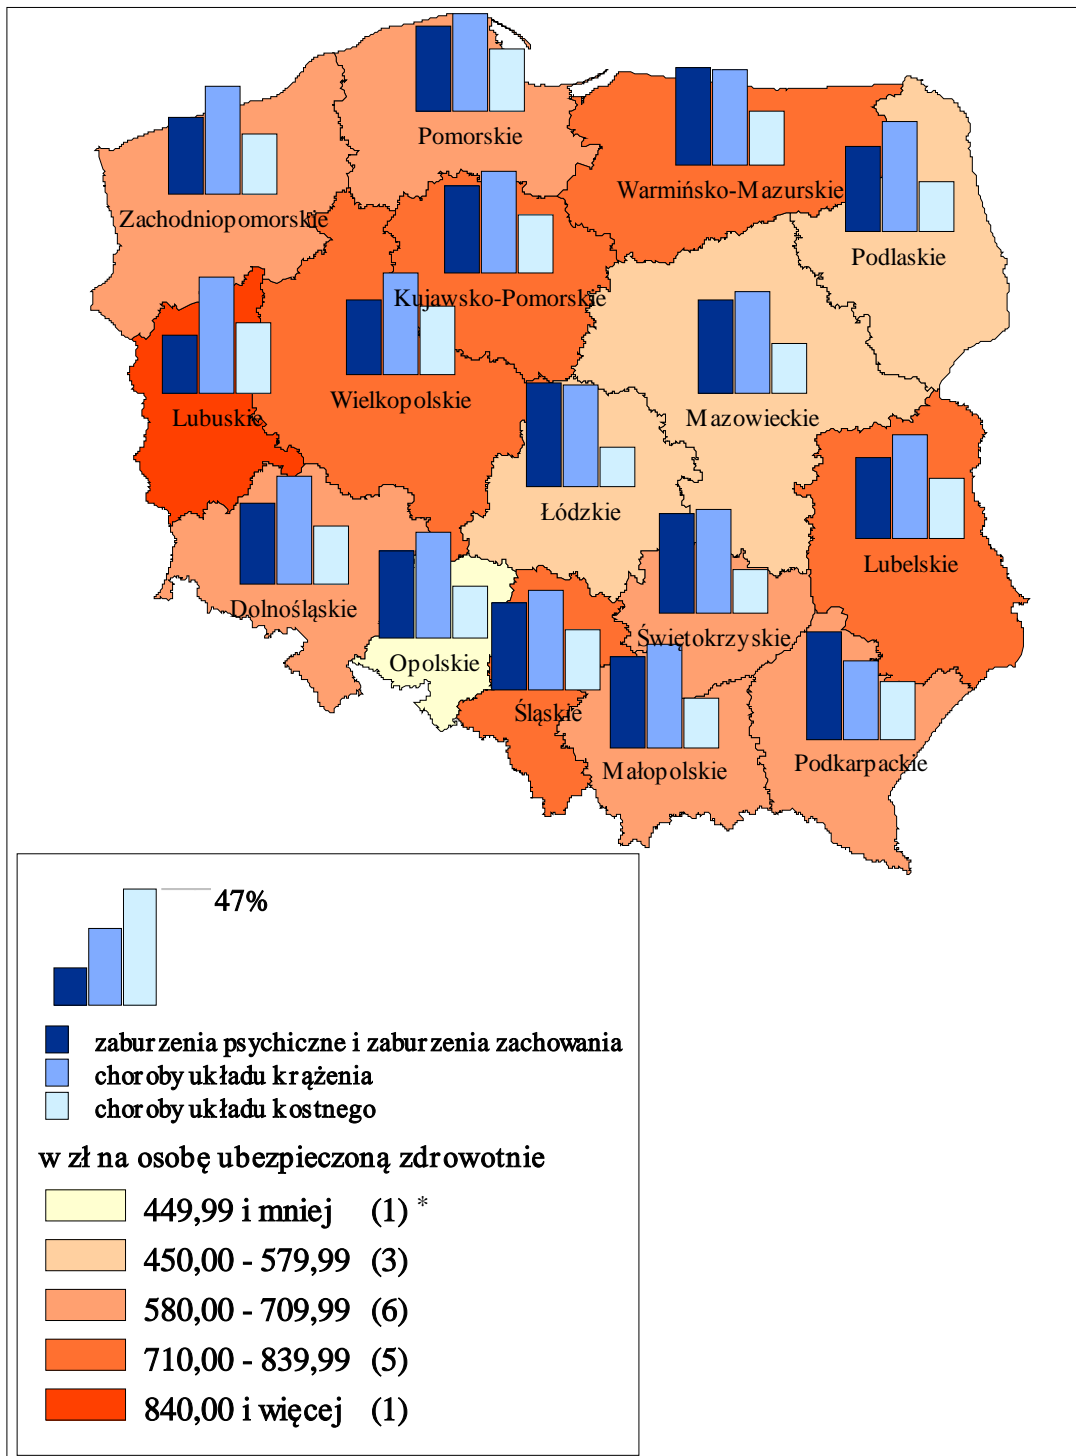 Pomorskie
Warmińsko-Mazurskie
Zachodniopomorskie
Podlaskie
Kujawsko-Pomorskie
Wielkopolskie
Lubuskie
Mazowieckie
Łódzkie
Lubelskie
Dolnośląskie
Świętokrzyskie
Opolskie
Śląskie
Małopolskie
Podkarpackie
47%
zaburzenia psychiczne i zaburzenia zachowania
choroby układu krążenia
choroby układu kostnego
w zł na osobę ubezpieczoną zdrowotnie
449,99 i mniej (1) *
450,00 - 579,99 (3)
580,00 - 709,99 (6)
710,00 - 839,99 (5)
840,00 i więcej (1)